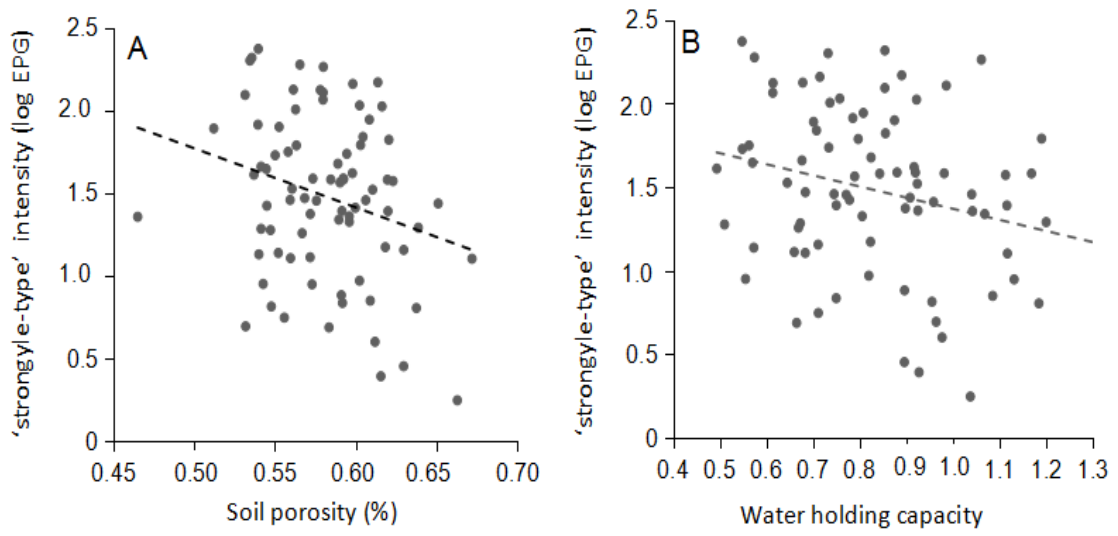 A
'strongyle-type' intensity (log EPG)
2.5
2.0
1.5
1.0
0.5
0
0.45 0.50 0.55 0.60 0.65 0.70
Soil porosity (%)
B
'strongyle-type' intensity (log EPG)
2.5
2.0
1.5
1.0
0.5
0
0.4 0.5 0.6 0.7 0.8 0.9 1.0 1.1 1.2 1.3
Water holding capacity